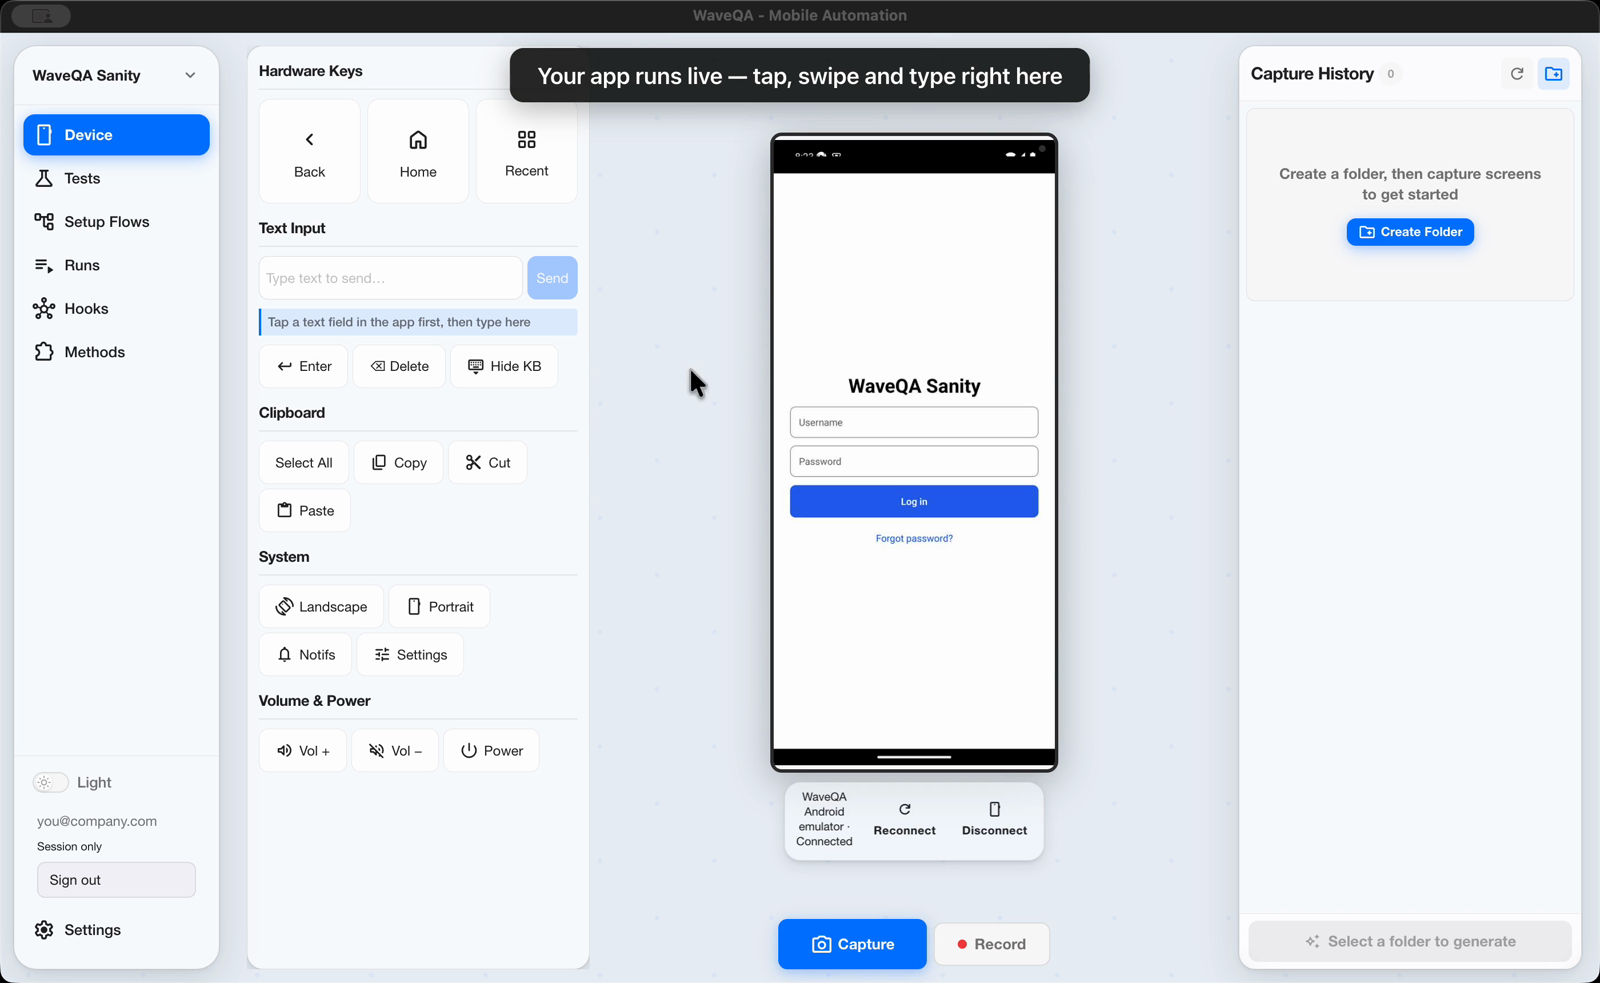 WaveQA - Mobile Automation
WaveQA Sanity
Device
Tests
Setup Flows
Runs
Hooks
Methods
Light
you@company.com
Session only
Sign out
Settings
Hardware Keys
Back
Home
Recent
Text Input
Type text to send...
Send
Tap a text field in the app first, then type here
Enter
Delete
Hide KB
Clipboard
Select All
Copy
Cut
Paste
System
Landscape
Portrait
Notifs
Settings
Volume & Power
Vol +
Vol –
Power
Your app runs live — tap, swipe and type right here
WaveQA Sanity
Username
Password
Log in
Forgot password?
WaveQA
Android
emulator ·
Connected
Reconnect
Disconnect
Capture
Record
Capture History 0
Create a folder, then capture screens
to get started
Create Folder
Select a folder to generate